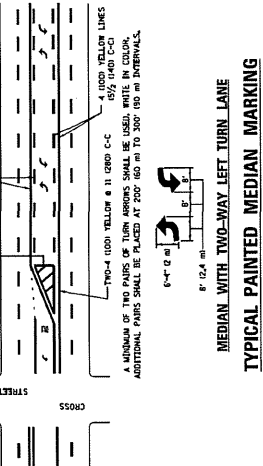 CROSS
STREET
TWO-4 (100) YELLOW @ 11 (280) C-C
4 (100) YELLOW LINES
(5½ (140) C-C)
A MINIMUM OF TWO PAIRS OF TURN ARROWS SHALL BE USED, WHITE IN COLOR.
ADDITIONAL PAIRS SHALL BE PLACED AT 200' (60 m) TO 300' (90 m) INTERVALS.
6'-4" (2 m)
8'
8'
8' (2.4 m)
MEDIAN WITH TWO-WAY LEFT TURN LANE
TYPICAL PAINTED MEDIAN MARKING